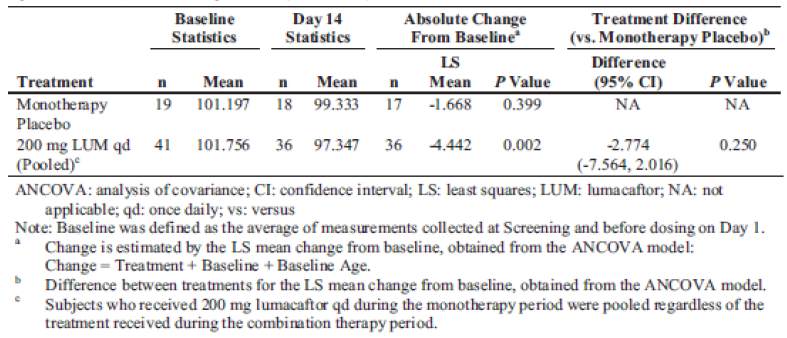 Baseline Statistics Day 14 Statistics Absolute Change From Baselineᵃ Treatment Difference (vs. Monotherapy Placebo)ᵇ
Treatment n Mean n Mean n LS Mean P Value Difference (95% CI) P Value
Monotherapy Placebo 19 101.197 18 99.333 17 -1.668 0.399 NA NA
200 mg LUM qd (Pooled)ᶜ 41 101.756 36 97.347 36 -4.442 0.002 -2.774 (-7.564, 2.016) 0.250
ANCOVA: analysis of covariance; CI: confidence interval; LS: least squares; LUM: lumacaftor; NA: not
applicable; qd: once daily; vs: versus
Note: Baseline was defined as the average of measurements collected at Screening and before dosing on Day 1.
ᵃ Change is estimated by the LS mean change from baseline, obtained from the ANCOVA model:
Change = Treatment + Baseline + Baseline Age.
ᵇ Difference between treatments for the LS mean change from baseline, obtained from the ANCOVA model.
ᶜ Subjects who received 200 mg lumacaftor qd during the monotherapy period were pooled regardless of the
treatment received during the combination therapy period.